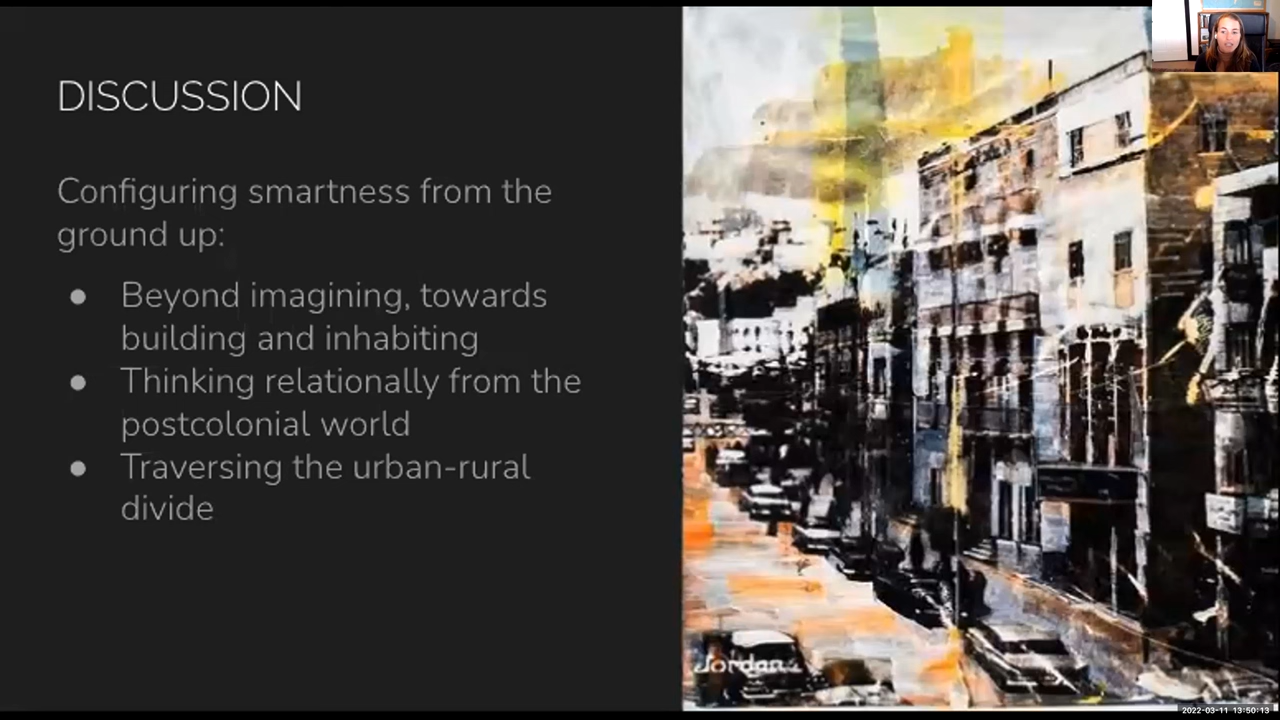 DISCUSSION
Configuring smartness from the
ground up:
● Beyond imagining, towards
building and inhabiting
● Thinking relationally from the
postcolonial world
● Traversing the urban-rural
divide
Jordans
2022-03-11 13:50:13